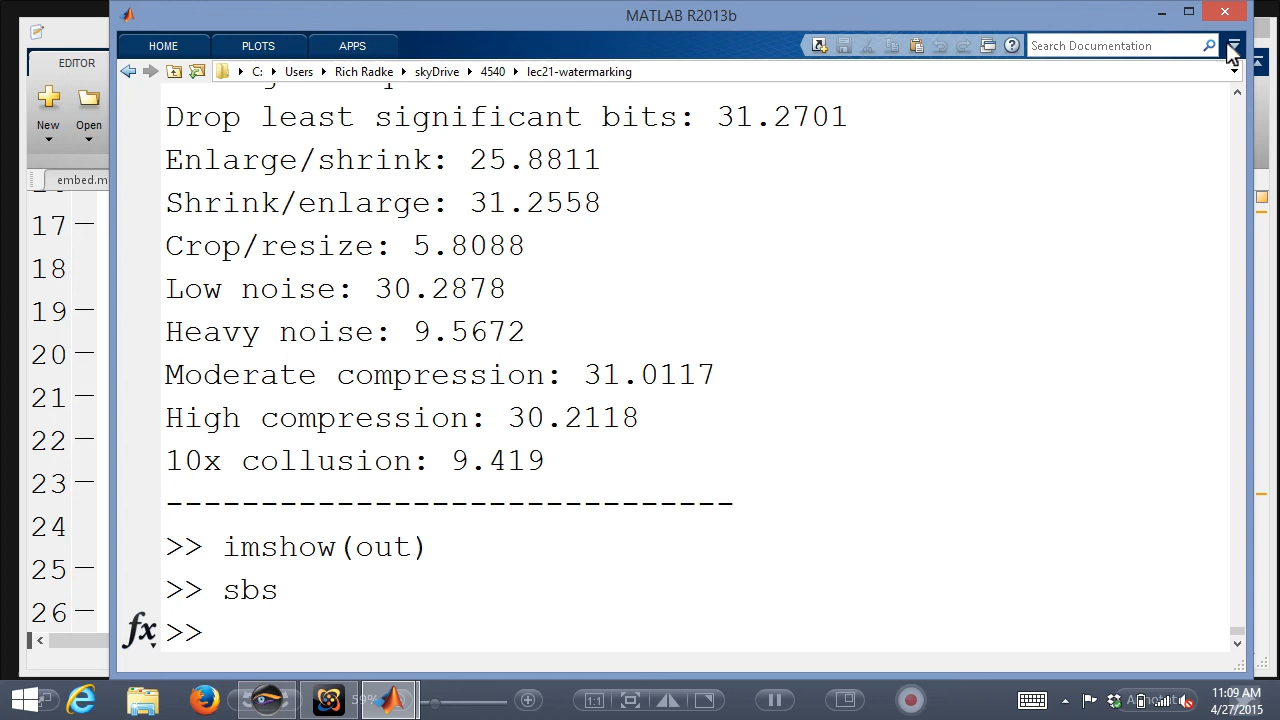 MATLAB R2013b
HOME PLOTS APPS
Search Documentation
C: Users Rich Radke skyDrive 4540 lec21-watermarking
EDITOR
New Open
embed.m
Drop least significant bits: 31.2701
Enlarge/shrink: 25.8811
Shrink/enlarge: 31.2558
Crop/resize: 5.8088
Low noise: 30.2878
Heavy noise: 9.5672
Moderate compression: 31.0117
High compression: 30.2118
10x collusion: 9.419
------------------------------
>> imshow(out)
>> sbs
fx >>
17
18
19
20
21
22
23
24
25
26
59%
1:1
11:09 AM
4/27/2015